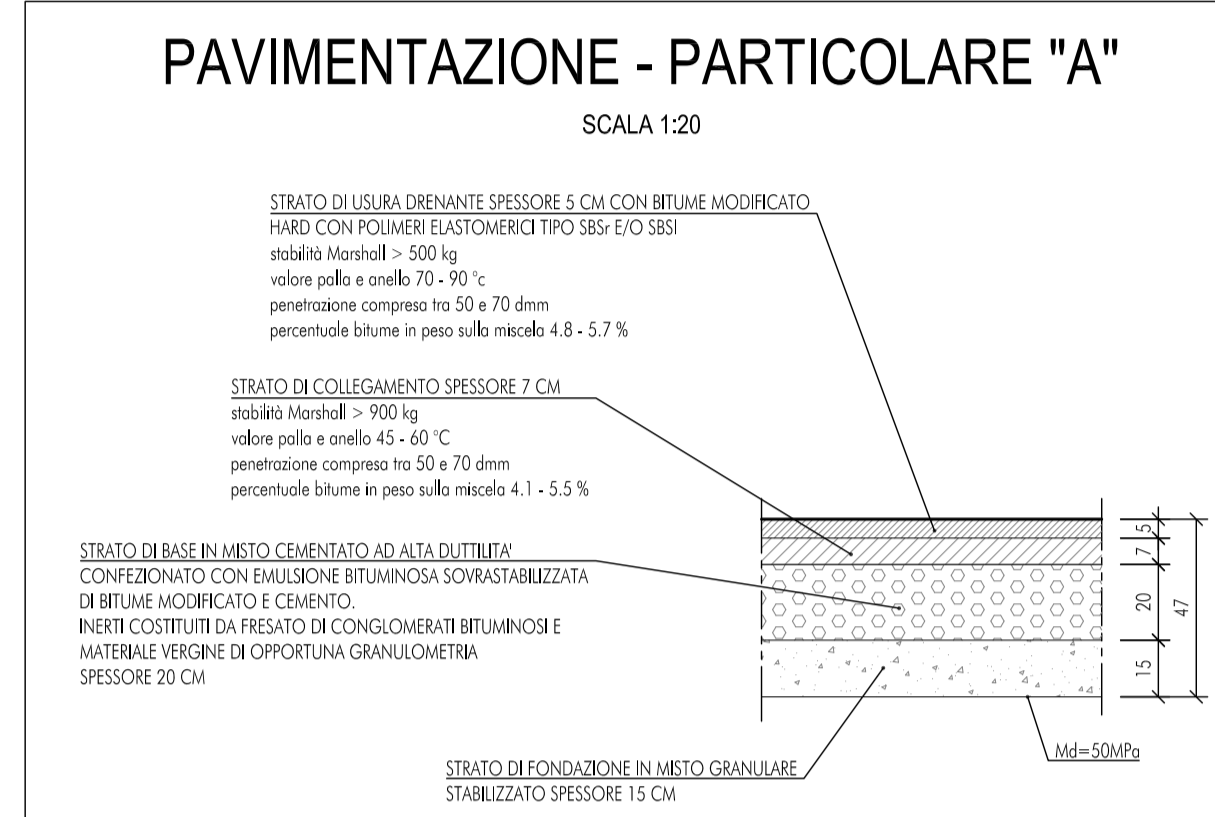 PAVIMENTAZIONE - PARTICOLARE "A"
SCALA 1:20
STRATO DI USURA DRENANTE SPESSORE 5 CM CON BITUME MODIFICATO
HARD CON POLIMERI ELASTOMERICI TIPO SBSr E/O SBSl
stabilità Marshall > 500 kg
valore palla e anello 70 - 90 °c
penetrazione compresa tra 50 e 70 dmm
percentuale bitume in peso sulla miscela 4.8 - 5.7 %
STRATO DI COLLEGAMENTO SPESSORE 7 CM
stabilità Marshall > 900 kg
valore palla e anello 45 - 60 °C
penetrazione compresa tra 50 e 70 dmm
percentuale bitume in peso sulla miscela 4.1 - 5.5 %
STRATO DI BASE IN MISTO CEMENTATO AD ALTA DUTTILITA'
CONFEZIONATO CON EMULSIONE BITUMINOSA SOVRASTABILIZZATA
DI BITUME MODIFICATO E CEMENTO.
INERTI COSTITUITI DA FRESATO DI CONGLOMERATI BITUMINOSI E
MATERIALE VERGINE DI OPPORTUNA GRANULOMETRIA
SPESSORE 20 CM
STRATO DI FONDAZIONE IN MISTO GRANULARE
STABILIZZATO SPESSORE 15 CM
5
7
20
15
47
Md=50MPa